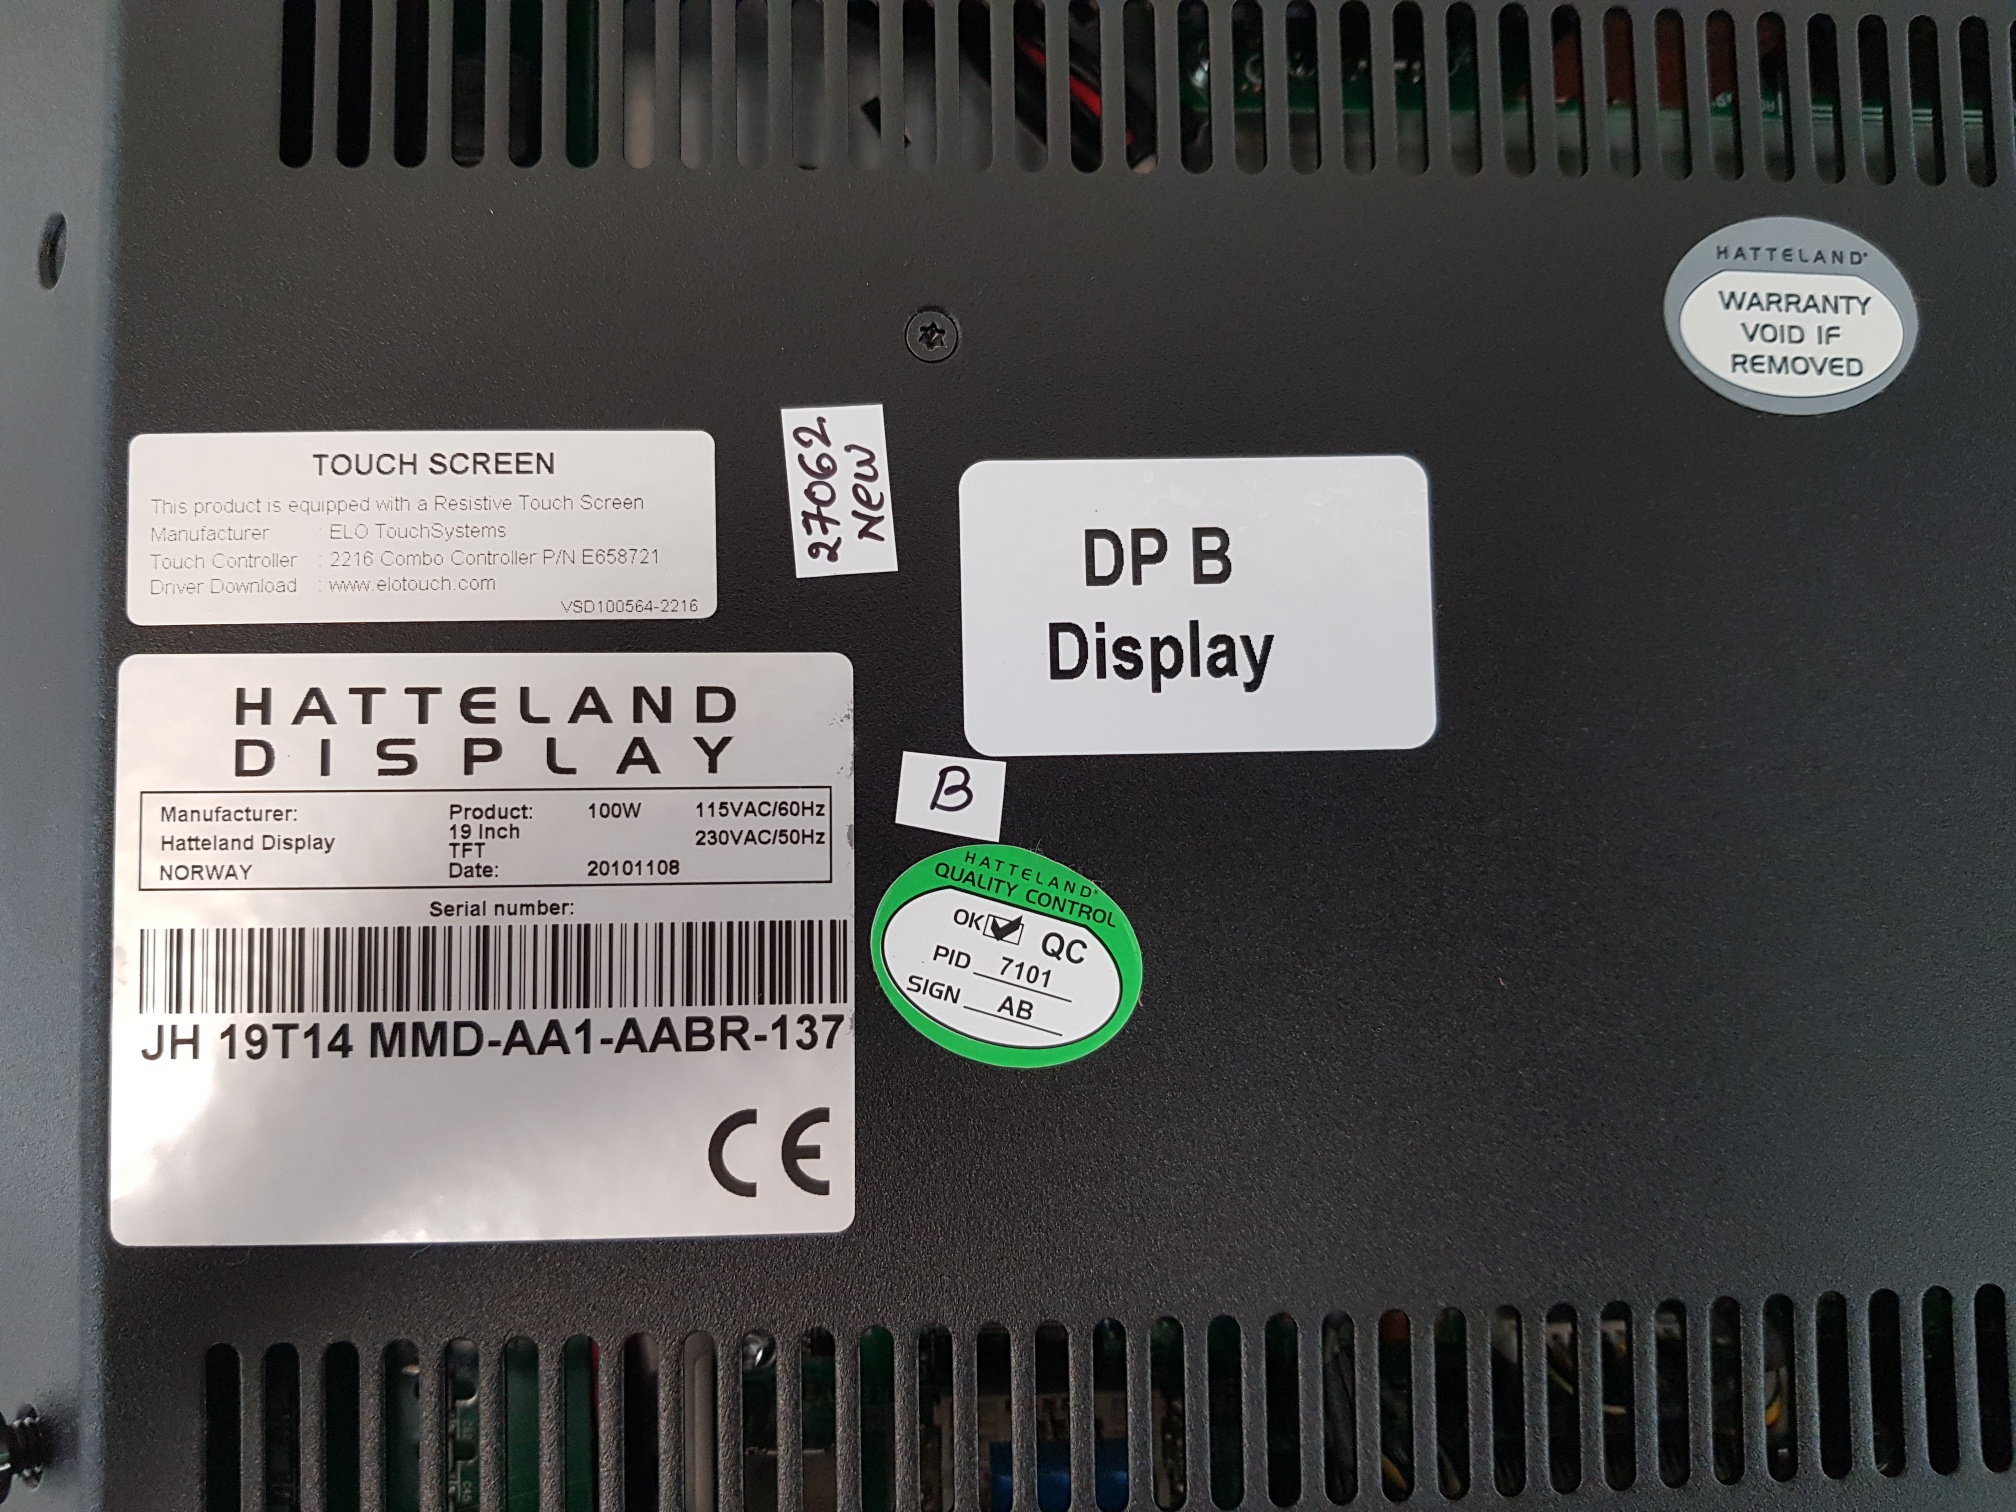 HATTELAND®
WARRANTY
VOID IF
REMOVED
TOUCH SCREEN
This product is equipped with a Resistive Touch Screen
Manufacturer : ELO TouchSystems
Touch Controller : 2216 Combo Controller P/N E658721
Driver Download : www.elotouch.com
VSD100564-2216
27062
New
DP B
Display
HATTELAND
DISPLAY
Manufacturer:
Hatteland Display
NORWAY
Product: 100W 115VAC/60Hz
19 Inch 230VAC/50Hz
TFT
Date: 20101108
Serial number:
JH 19T14 MMD-AA1-AABR-137
CE
B
HATTELAND®
QUALITY CONTROL
OK QC
PID 7101
SIGN AB